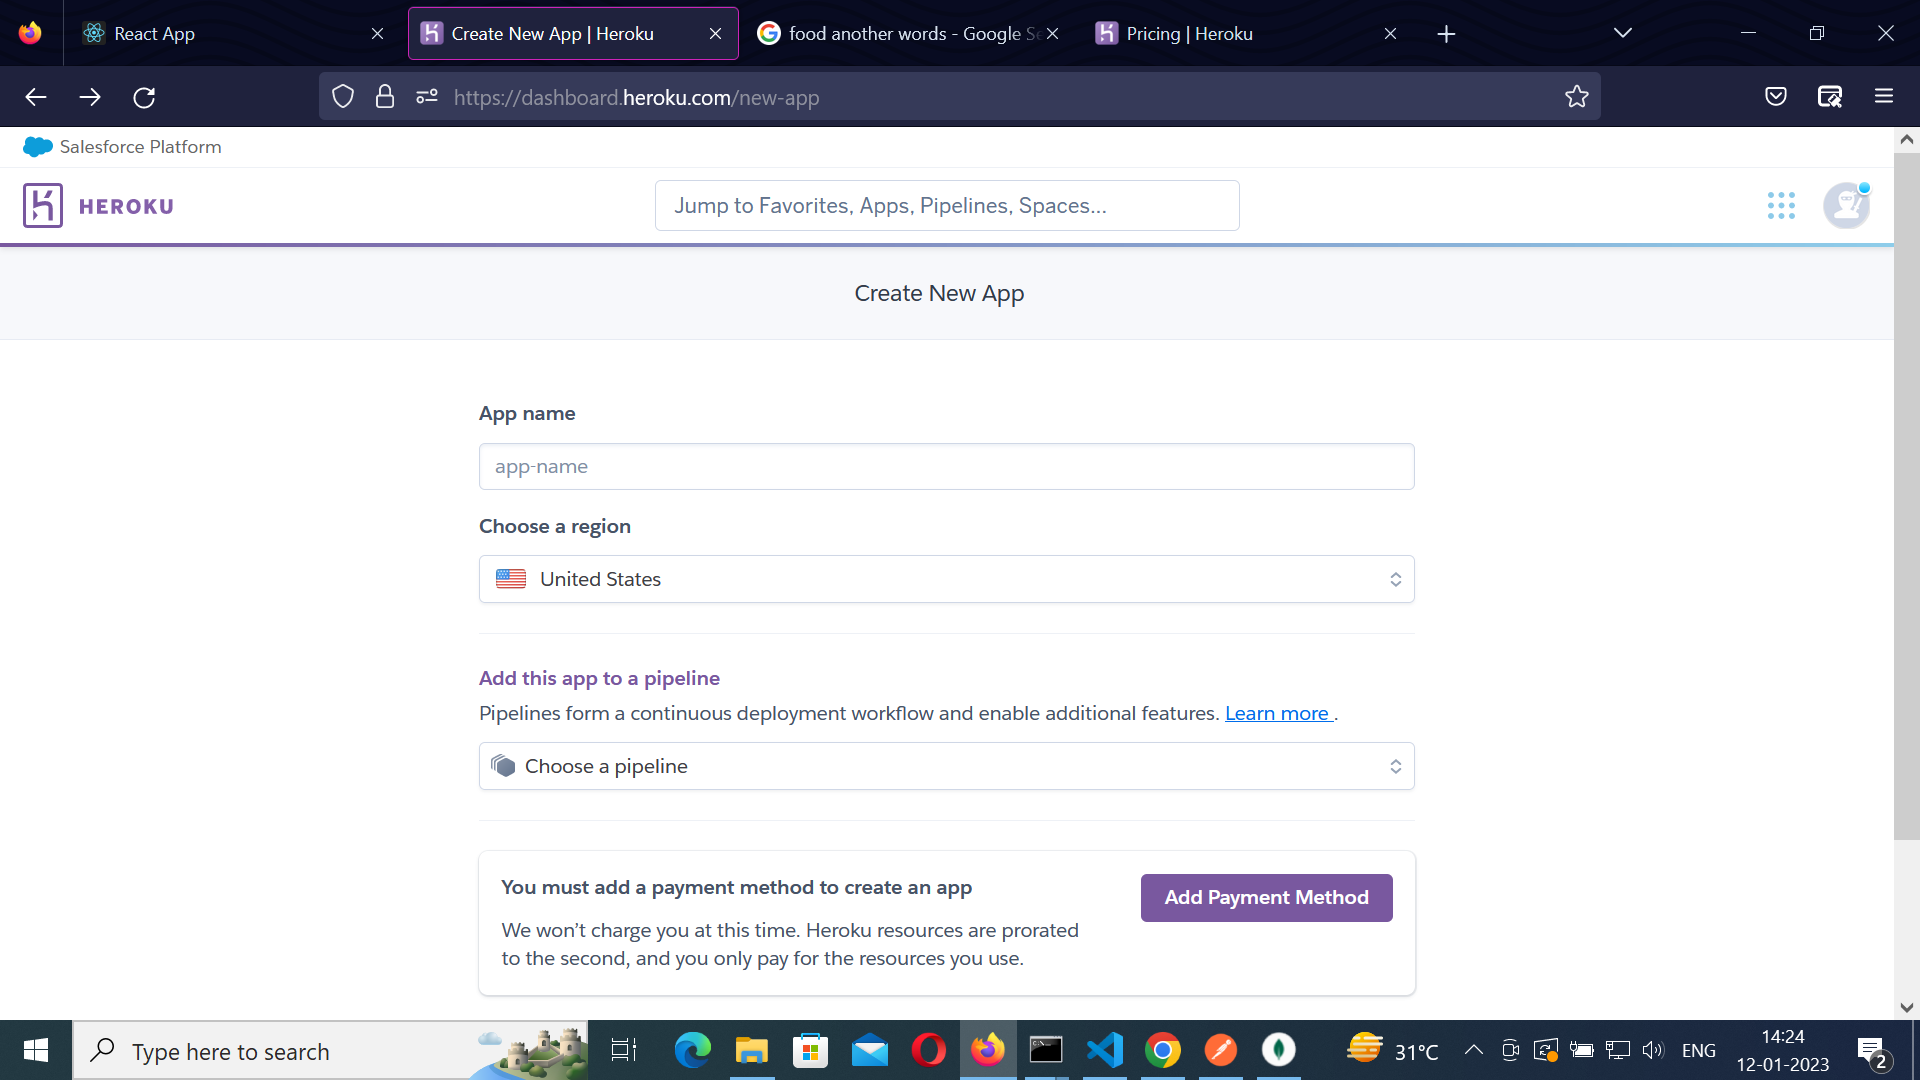 React App
Create New App | Heroku
food another words - Google Se
Pricing | Heroku
https://dashboard.heroku.com/new-app
Salesforce Platform
HEROKU
Jump to Favorites, Apps, Pipelines, Spaces...
Create New App
App name
app-name
Choose a region
United States
Add this app to a pipeline
Pipelines form a continuous deployment workflow and enable additional features. Learn more .
Choose a pipeline
You must add a payment method to create an app
Add Payment Method
We won’t charge you at this time. Heroku resources are prorated
to the second, and you only pay for the resources you use.
Type here to search
31°C
ENG
14:24
12-01-2023
2